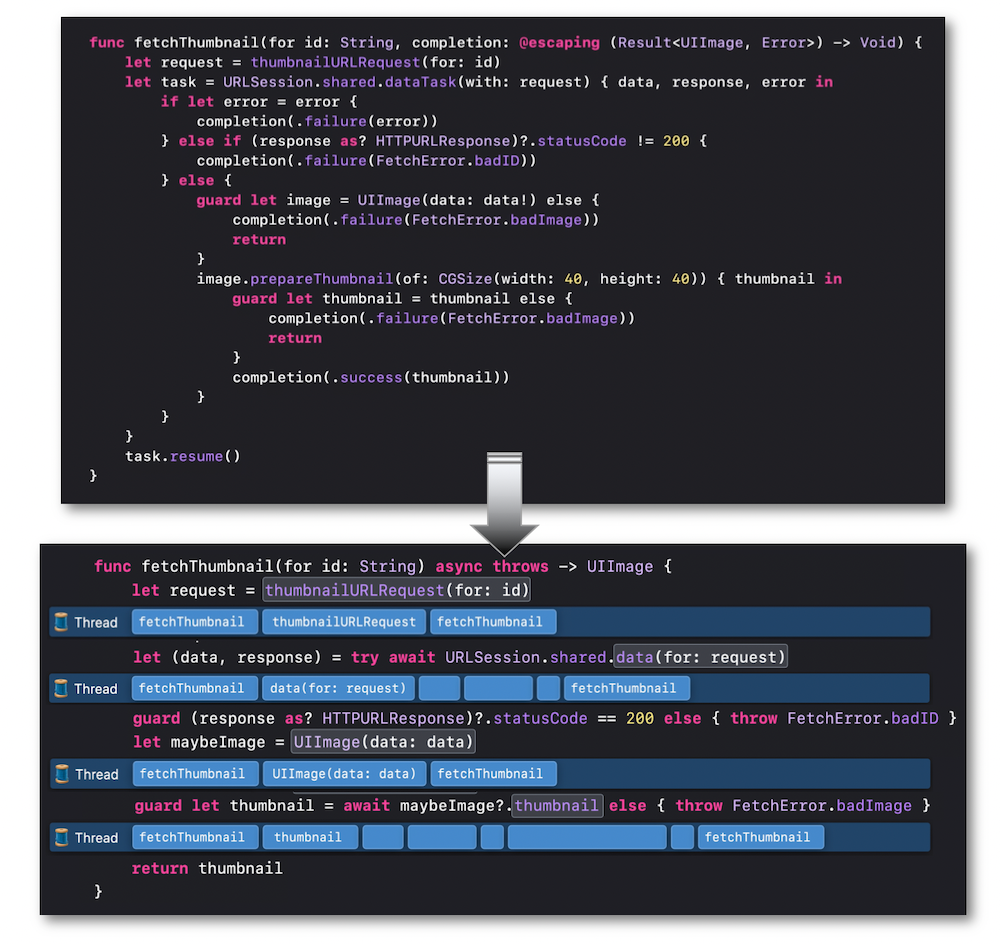 func fetchThumbnail(for id: String, completion: @escaping (Result<UIImage, Error>) -> Void) {
let request = thumbnailURLRequest(for: id)
let task = URLSession.shared.dataTask(with: request) { data, response, error in
if let error = error {
completion(.failure(error))
} else if (response as? HTTPURLResponse)?.statusCode != 200 {
completion(.failure(FetchError.badID))
} else {
guard let image = UIImage(data: data!) else {
completion(.failure(FetchError.badImage))
return
}
image.prepareThumbnail(of: CGSize(width: 40, height: 40)) { thumbnail in
guard let thumbnail = thumbnail else {
completion(.failure(FetchError.badImage))
return
}
completion(.success(thumbnail))
}
}
}
task.resume()
}
func fetchThumbnail(for id: String) async throws -> UIImage {
let request = thumbnailURLRequest(for: id)
Thread fetchThumbnail thumbnailURLRequest fetchThumbnail
let (data, response) = try await URLSession.shared.data(for: request)
Thread fetchThumbnail data(for: request) fetchThumbnail
guard (response as? HTTPURLResponse)?.statusCode == 200 else { throw FetchError.badID }
let maybeImage = UIImage(data: data)
Thread fetchThumbnail UIImage(data: data) fetchThumbnail
guard let thumbnail = await maybeImage?.thumbnail else { throw FetchError.badImage }
Thread fetchThumbnail thumbnail fetchThumbnail
return thumbnail
}